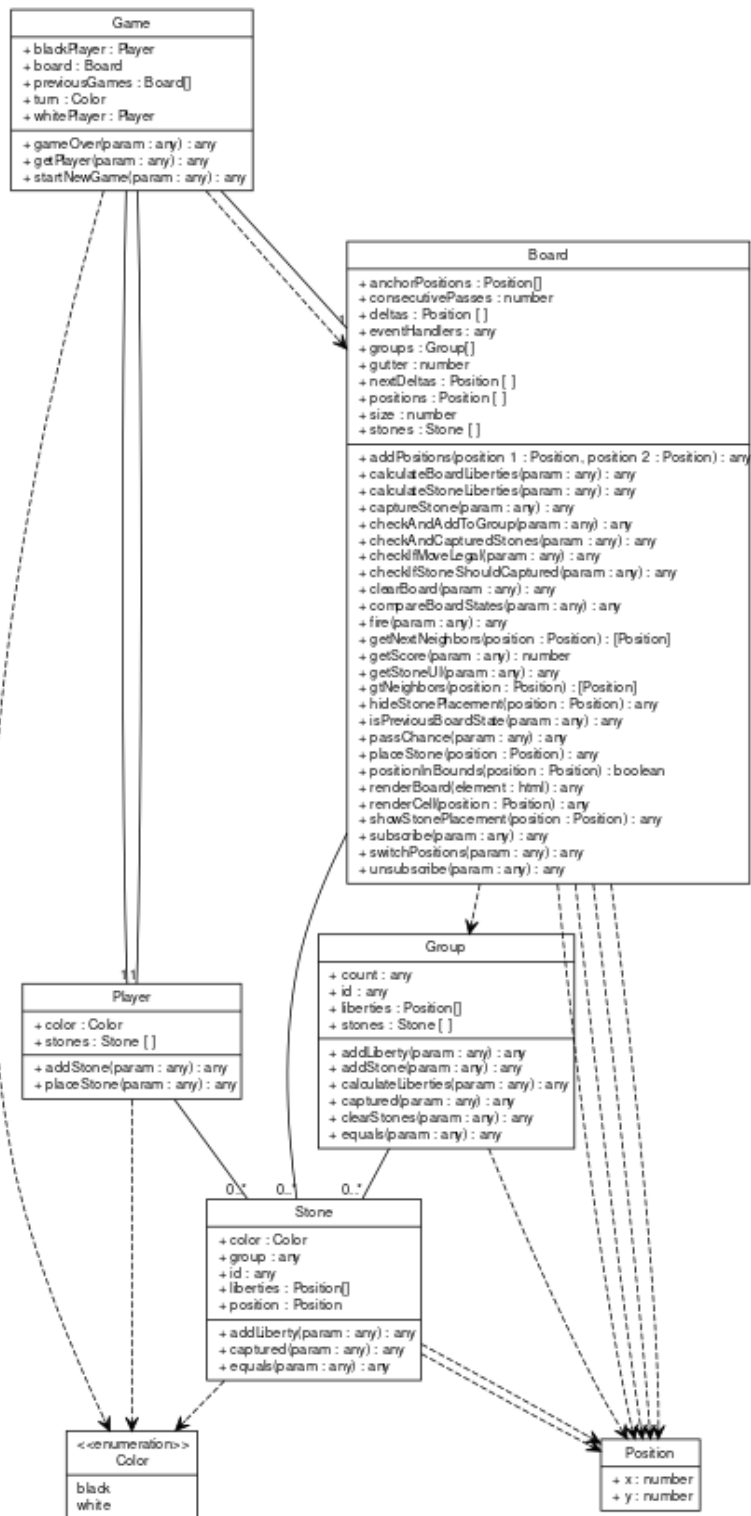 Game
+ blackPlayer : Player
+ board : Board
+ previousGames : Board[]
+ turn : Color
+ whitePlayer : Player
+ gameOver(param : any) : any
+ getPlayer(param : any) : any
+ startNewGame(param : any) : any
Board
+ anchorPositions : Position[]
+ consecutivePasses : number
+ deltas : Position [ ]
+ eventHandlers : any
+ groups : Group[]
+ gutter : number
+ nextDeltas : Position [ ]
+ positions : Position [ ]
+ size : number
+ stones : Stone [ ]
+ addPositions(position 1 : Position, position 2 : Position) : any
+ calculateBoardLiberties(param : any) : any
+ calculateStoneLiberties(param : any) : any
+ captureStone(param : any) : any
+ checkAndAddToGroup(param : any) : any
+ checkAndCapturedStones(param : any) : any
+ checkIfMoveLegal(param : any) : any
+ checkIfStoneShouldCaptured(param : any) : any
+ clearBoard(param : any) : any
+ compareBoardStates(param : any) : any
+ fire(param : any) : any
+ getNextNeighbors(position : Position) : [Position]
+ getScore(param : any) : number
+ getStoneUI(param : any) : any
+ gtNeighbors(position : Position) : [Position]
+ hideStonePlacement(position : Position) : any
+ isPreviousBoardState(param : any) : any
+ passChance(param : any) : any
+ placeStone(position : Position) : any
+ positionInBounds(position : Position) : boolean
+ renderBoard(element : html) : any
+ renderCell(position : Position) : any
+ showStonePlacement(position : Position) : any
+ subscribe(param : any) : any
+ switchPositions(param : any) : any
+ unsubscribe(param : any) : any
1
1 1
Player
+ color : Color
+ stones : Stone [ ]
+ addStone(param : any) : any
+ placeStone(param : any) : any
Group
+ count : any
+ id : any
+ liberties : Position[]
+ stones : Stone [ ]
+ addLiberty(param : any) : any
+ addStone(param : any) : any
+ calculateLiberties(param : any) : any
+ captured(param : any) : any
+ clearStones(param : any) : any
+ equals(param : any) : any
0..* 0..* 0..*
Stone
+ color : Color
+ group : any
+ id : any
+ liberties : Position[]
+ position : Position
+ addLiberty(param : any) : any
+ captured(param : any) : any
+ equals(param : any) : any
<<enumeration>>
Color
black
white
Position
+ x : number
+ y : number